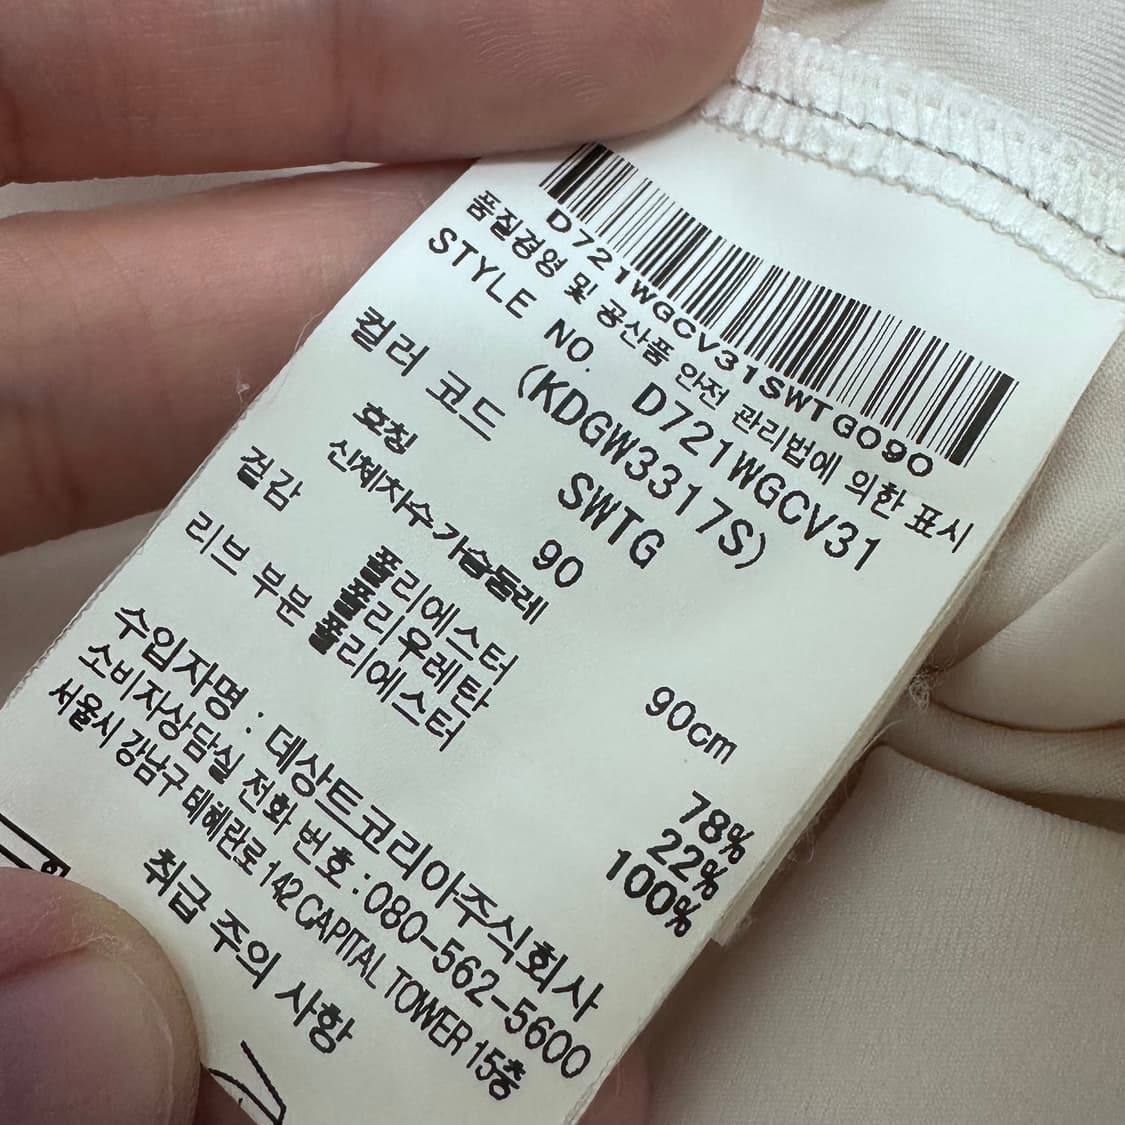 D721WGCV31SWTG090
품질경영 및 공산품 안전 관리법에 의한 표시
STYLE NO. D721WGCV31
(KDGW3317S)
컬러 코드 SWTG
호칭 90
신체치수 가슴둘레 90cm
겉감 폴리에스터 78%
폴리우레탄 22%
리브 부분 폴리에스터 100%
수입자명 : 데상트코리아주식회사
소비자상담실 전화 번호 : 080-562-5600
서울시 강남구 테헤란로 142 CAPITAL TOWER 15층
취급 주의 사항